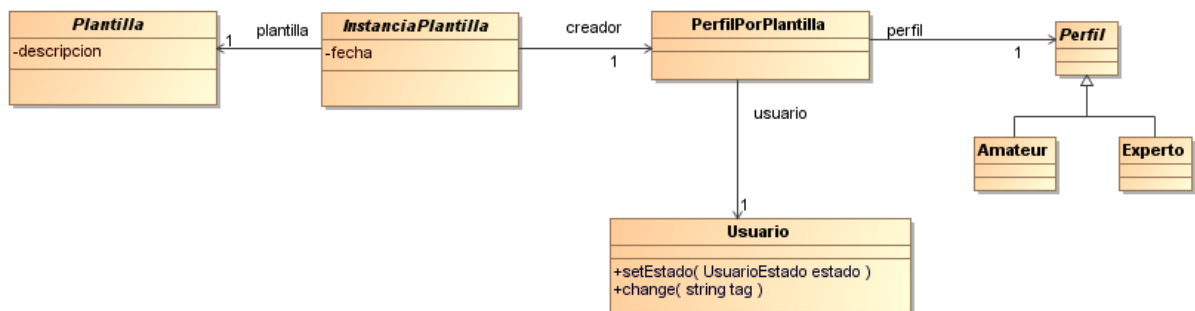 Plantilla
-descripcion
1
plantilla
InstanciaPlantilla
-fecha
creador
1
PerfilPorPlantilla
perfil
1
Perfil
usuario
1
Amateur
Experto
Usuario
+setEstado( UsuarioEstado estado )
+change( string tag )